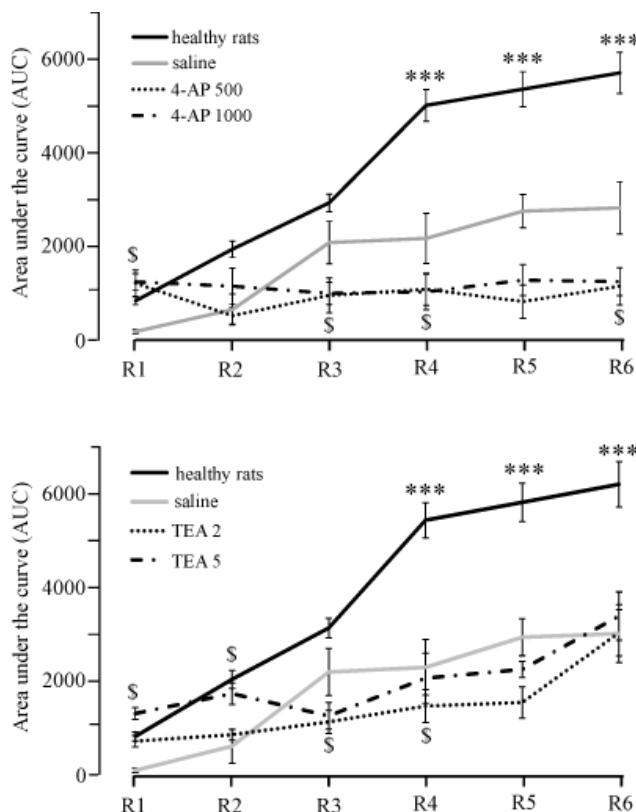 healthy rats
saline
4-AP 500
4-AP 1000
Area under the curve (AUC)
6000
4000
2000
0
*** *** ***
$
$ $ $
R1 R2 R3 R4 R5 R6
healthy rats
saline
TEA 2
TEA 5
Area under the curve (AUC)
6000
4000
2000
0
*** *** ***
$ $
$ $
R1 R2 R3 R4 R5 R6